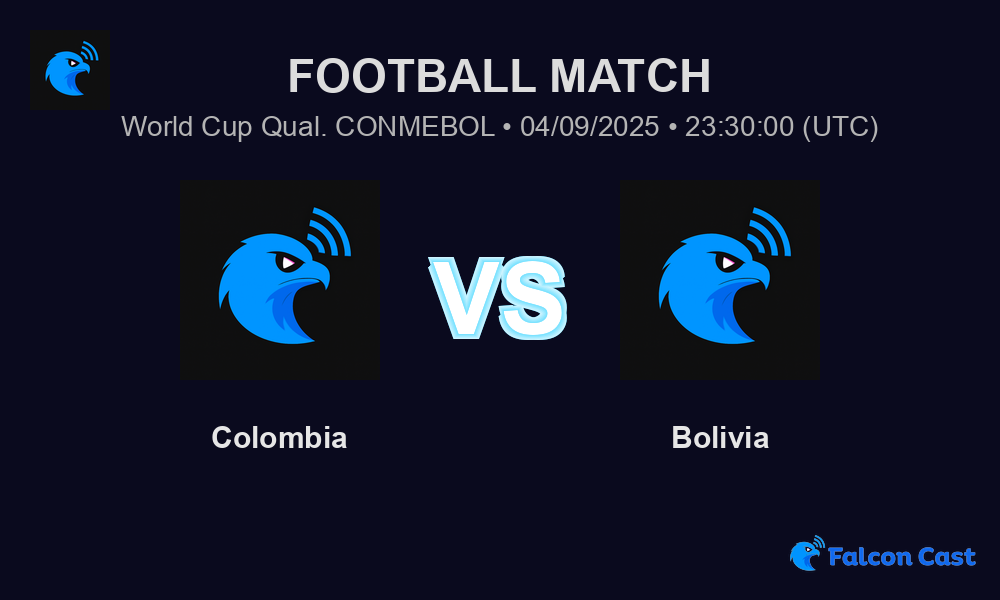 FOOTBALL MATCH
World Cup Qual. CONMEBOL • 04/09/2025 • 23:30:00 (UTC)
VS
Colombia
Bolivia
Falcon Cast